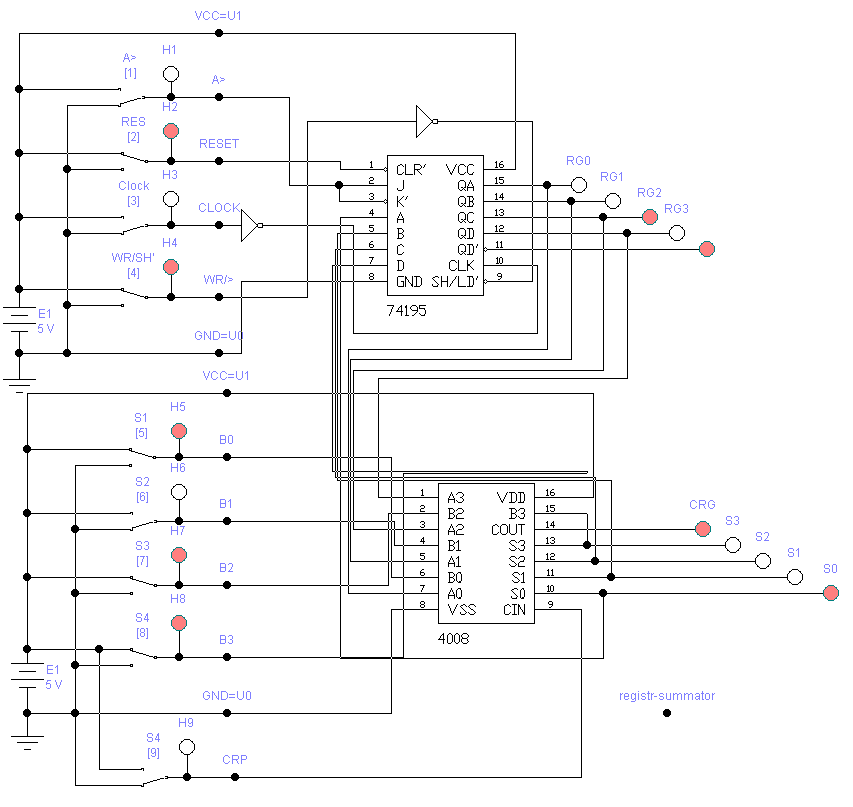 VCC=U1
A>
[1]
H1
A>
H2
RES
[2]
RESET
H3
Clock
[3]
CLOCK
H4
WR/SH'
[4]
WR/>
E1
5 V
GND=U0
1 CLR' VCC 16
2 J QA 15
3 K' QB 14
4 A QC 13
5 B QD 12
6 C QD' 11
7 D CLK 10
8 GND SH/LD' 9
74195
RG0
RG1
RG2
RG3
VCC=U1
S1
[5]
H5
B0
H6
S2
[6]
B1
H7
S3
[7]
B2
H8
S4
[8]
B3
E1
5 V
GND=U0
S4
[9]
H9
CRP
1 A3 VDD 16
2 B2 B3 15
3 A2 COUT 14
4 B1 S3 13
5 A1 S2 12
6 B0 S1 11
7 A0 S0 10
8 VSS CIN 9
4008
CRG
S3
S2
S1
S0
registr-summator